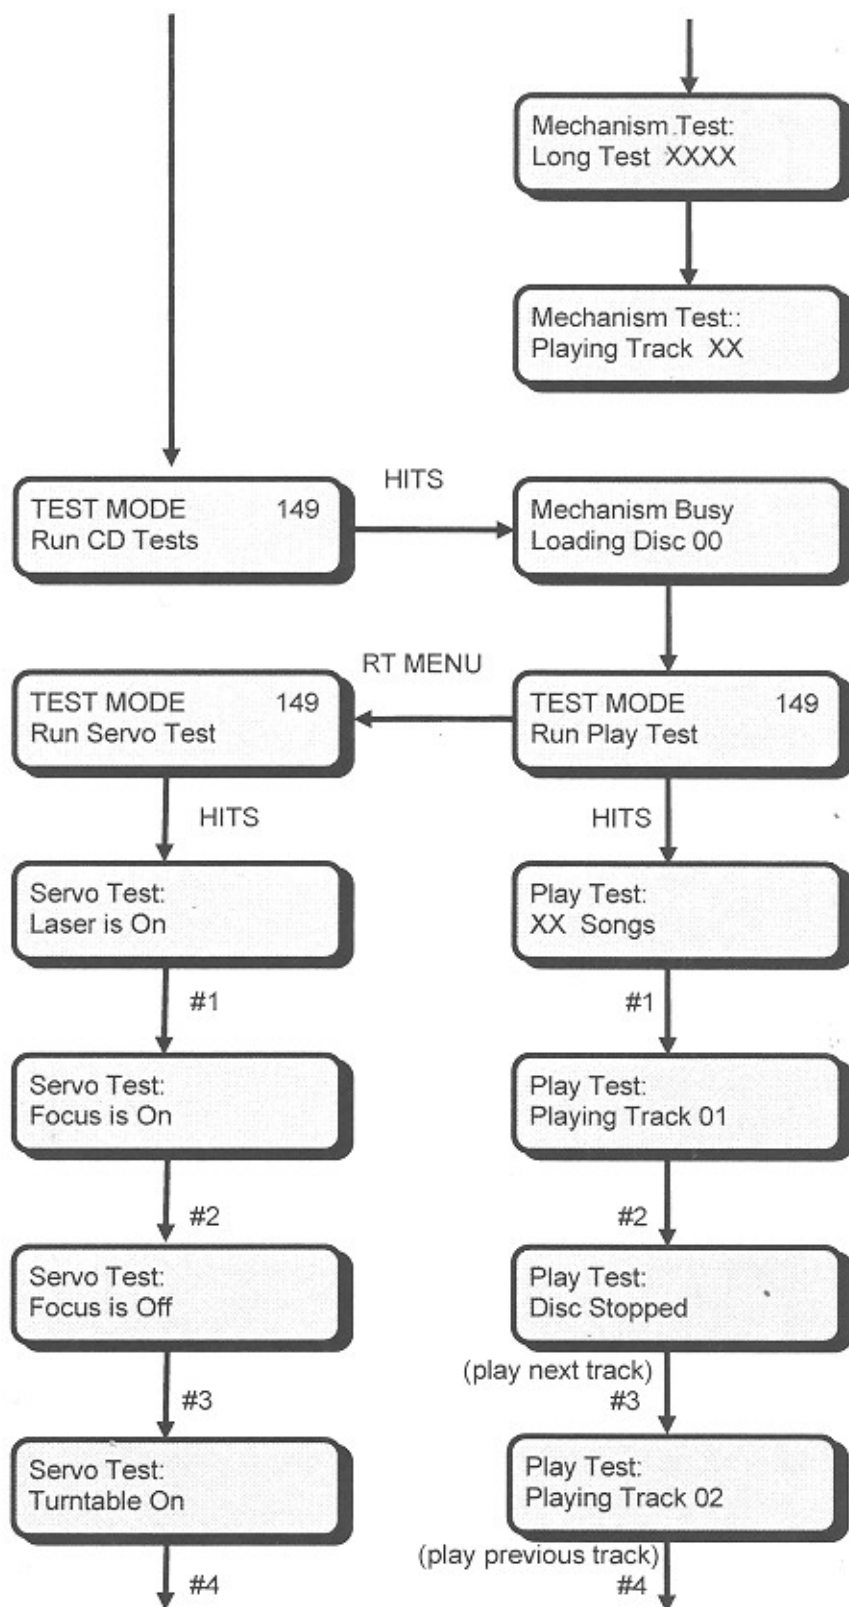 Mechanism Test:
Long Test XXXX
Mechanism Test::
Playing Track XX
TEST MODE 149
Run CD Tests
HITS
Mechanism Busy
Loading Disc 00
RT MENU
TEST MODE 149
Run Servo Test
TEST MODE 149
Run Play Test
HITS
HITS
Servo Test:
Laser is On
Play Test:
XX Songs
#1
#1
Servo Test:
Focus is On
Play Test:
Playing Track 01
#2
#2
Servo Test:
Focus is Off
Play Test:
Disc Stopped
#3
(play next track)
#3
Servo Test:
Turntable On
Play Test:
Playing Track 02
#4
(play previous track)
#4